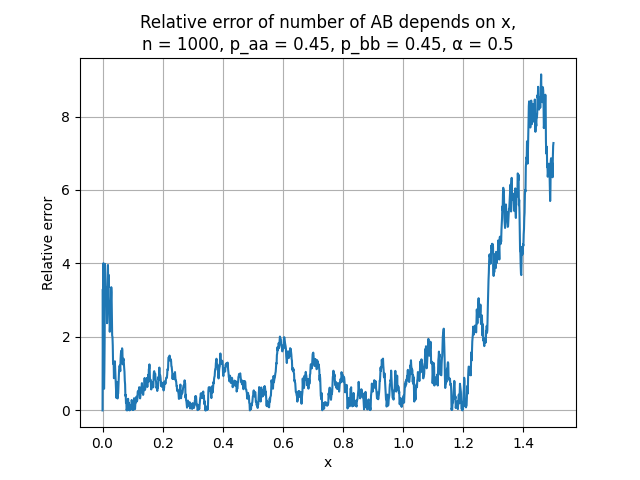 Relative error of number of AB depends on x,
n = 1000, p_aa = 0.45, p_bb = 0.45, α = 0.5
Relative error
8
6
4
2
0
0.0 0.2 0.4 0.6 0.8 1.0 1.2 1.4
x